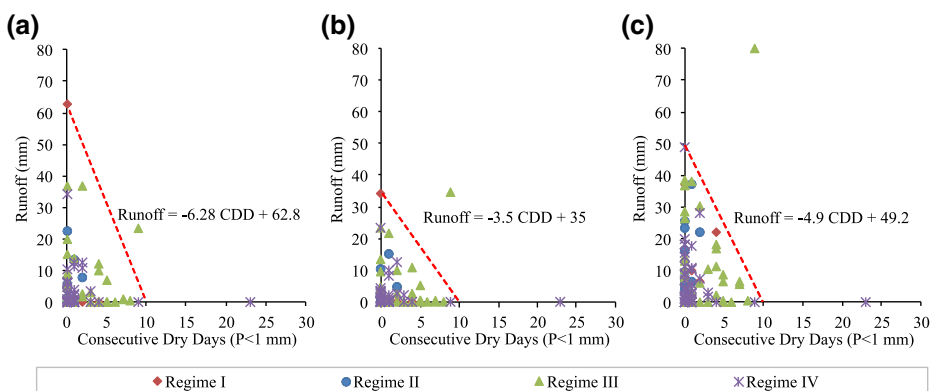 (a)
80
70
60
50
40
30
20
10
0
Runoff (mm)
Runoff = -6.28 CDD + 62.8
0 5 10 15 20 25 30
Consecutive Dry Days (P<1 mm)
(b)
80
70
60
50
40
30
20
10
0
Runoff (mm)
Runoff = -3.5 CDD + 35
0 5 10 15 20 25 30
Consecutive Dry Days (P<1 mm)
(c)
80
70
60
50
40
30
20
10
0
Runoff (mm)
Runoff = -4.9 CDD + 49.2
0 5 10 15 20 25 30
Consecutive Dry Days (P<1 mm)
Regime I Regime II Regime III Regime IV